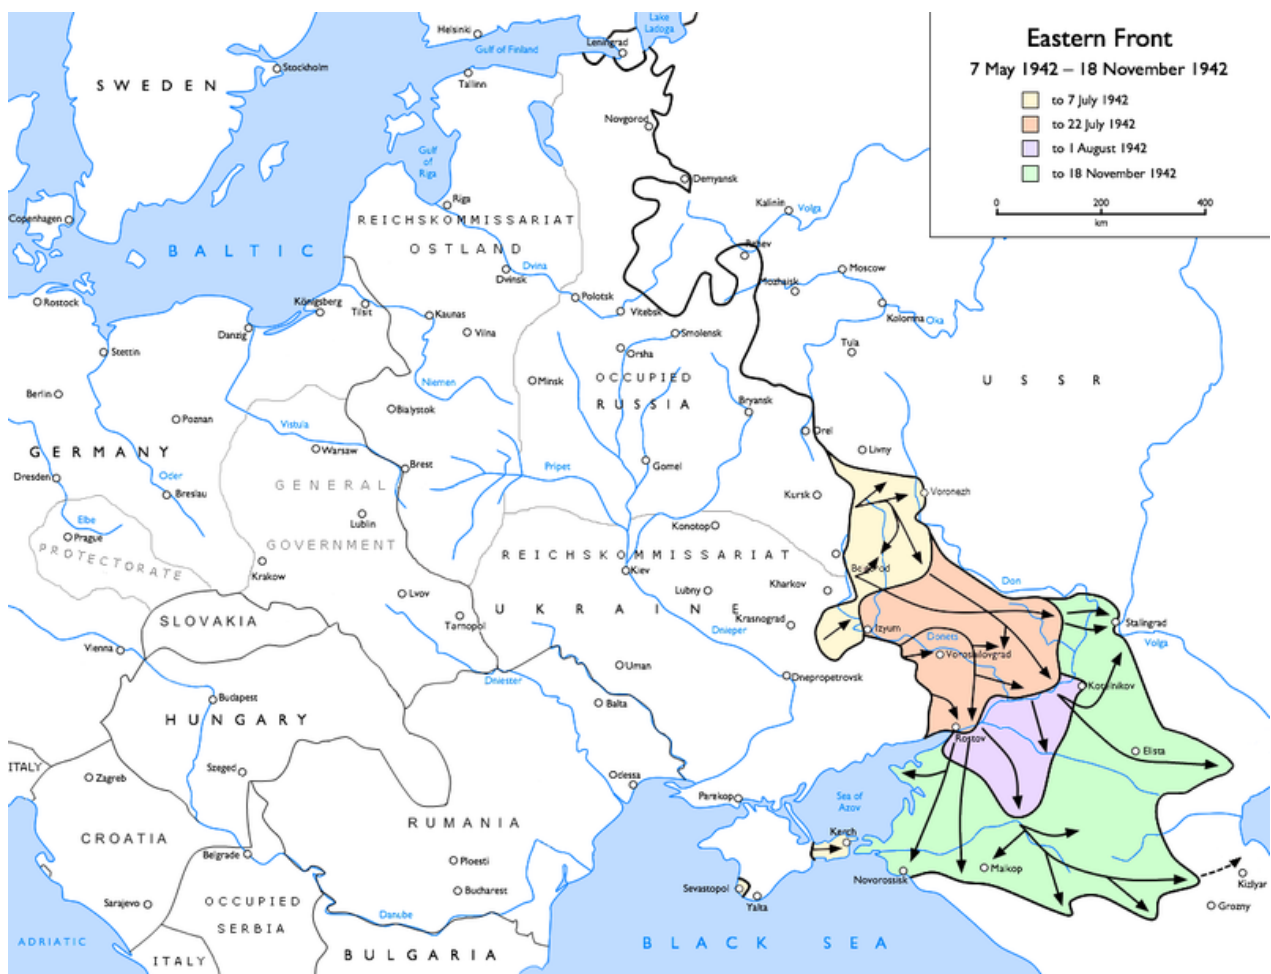 Eastern Front
7 May 1942 – 18 November 1942
to 7 July 1942
to 22 July 1942
to 1 August 1942
to 18 November 1942
0 200 400
km
Lake
Ladoga
Helsinki
Leningrad
Gulf of Finland
Stockholm
Tallinn
SWEDEN
Novgorod
Gulf
of
Riga
Demyansk
Riga
Kalinin
Volga
Copenhagen
REICHSKOMMISSARIAT
OSTLAND
BALTIC
Rzhev
Dvina
Dvinsk
Moscow
Mozhaisk
Rostock
Königsberg
Tilsit
Polotsk
Kaunas
Vitebsk
Kolomna
Oka
Danzig
Vilna
Smolensk
Tula
Stettin
Orsha
Berlin
Niemen
Minsk
OCCUPIED
RUSSIA
USSR
Bialystok
Bryansk
Poznan
Vistula
Orel
GERMANY
Warsaw
Livny
Brest
Pripet
Gomel
Dresden
Oder
GENERAL
Breslau
Kursk
Voronezh
Elbe
Lublin
Konotop
Prague
PROTECTORATE
GOVERNMENT
REICHSKOMMISSARIAT
Krakow
Kiev
Kharkov
Don
Lvov
Lubny
UKRAINE
SLOVAKIA
Tarnopol
Krasnograd
Izyum
Stalingrad
Dnieper
Donets
Volga
Vienna
Voroshilovgrad
Uman
Dniester
Dnepropetrovsk
Kotelnikov
Budapest
Balta
HUNGARY
Rostov
Elista
ITALY
Szeged
Zagreb
Odessa
Perekop
Sea of
Azov
RUMANIA
CROATIA
Kerch
Belgrade
Ploesti
Maikop
Novorossisk
Kizlyar
Bucharest
Sevastopol
Yalta
Sarajevo
OCCUPIED
SERBIA
Danube
Grozny
ADRIATIC
ITALY
BULGARIA
BLACK SEA